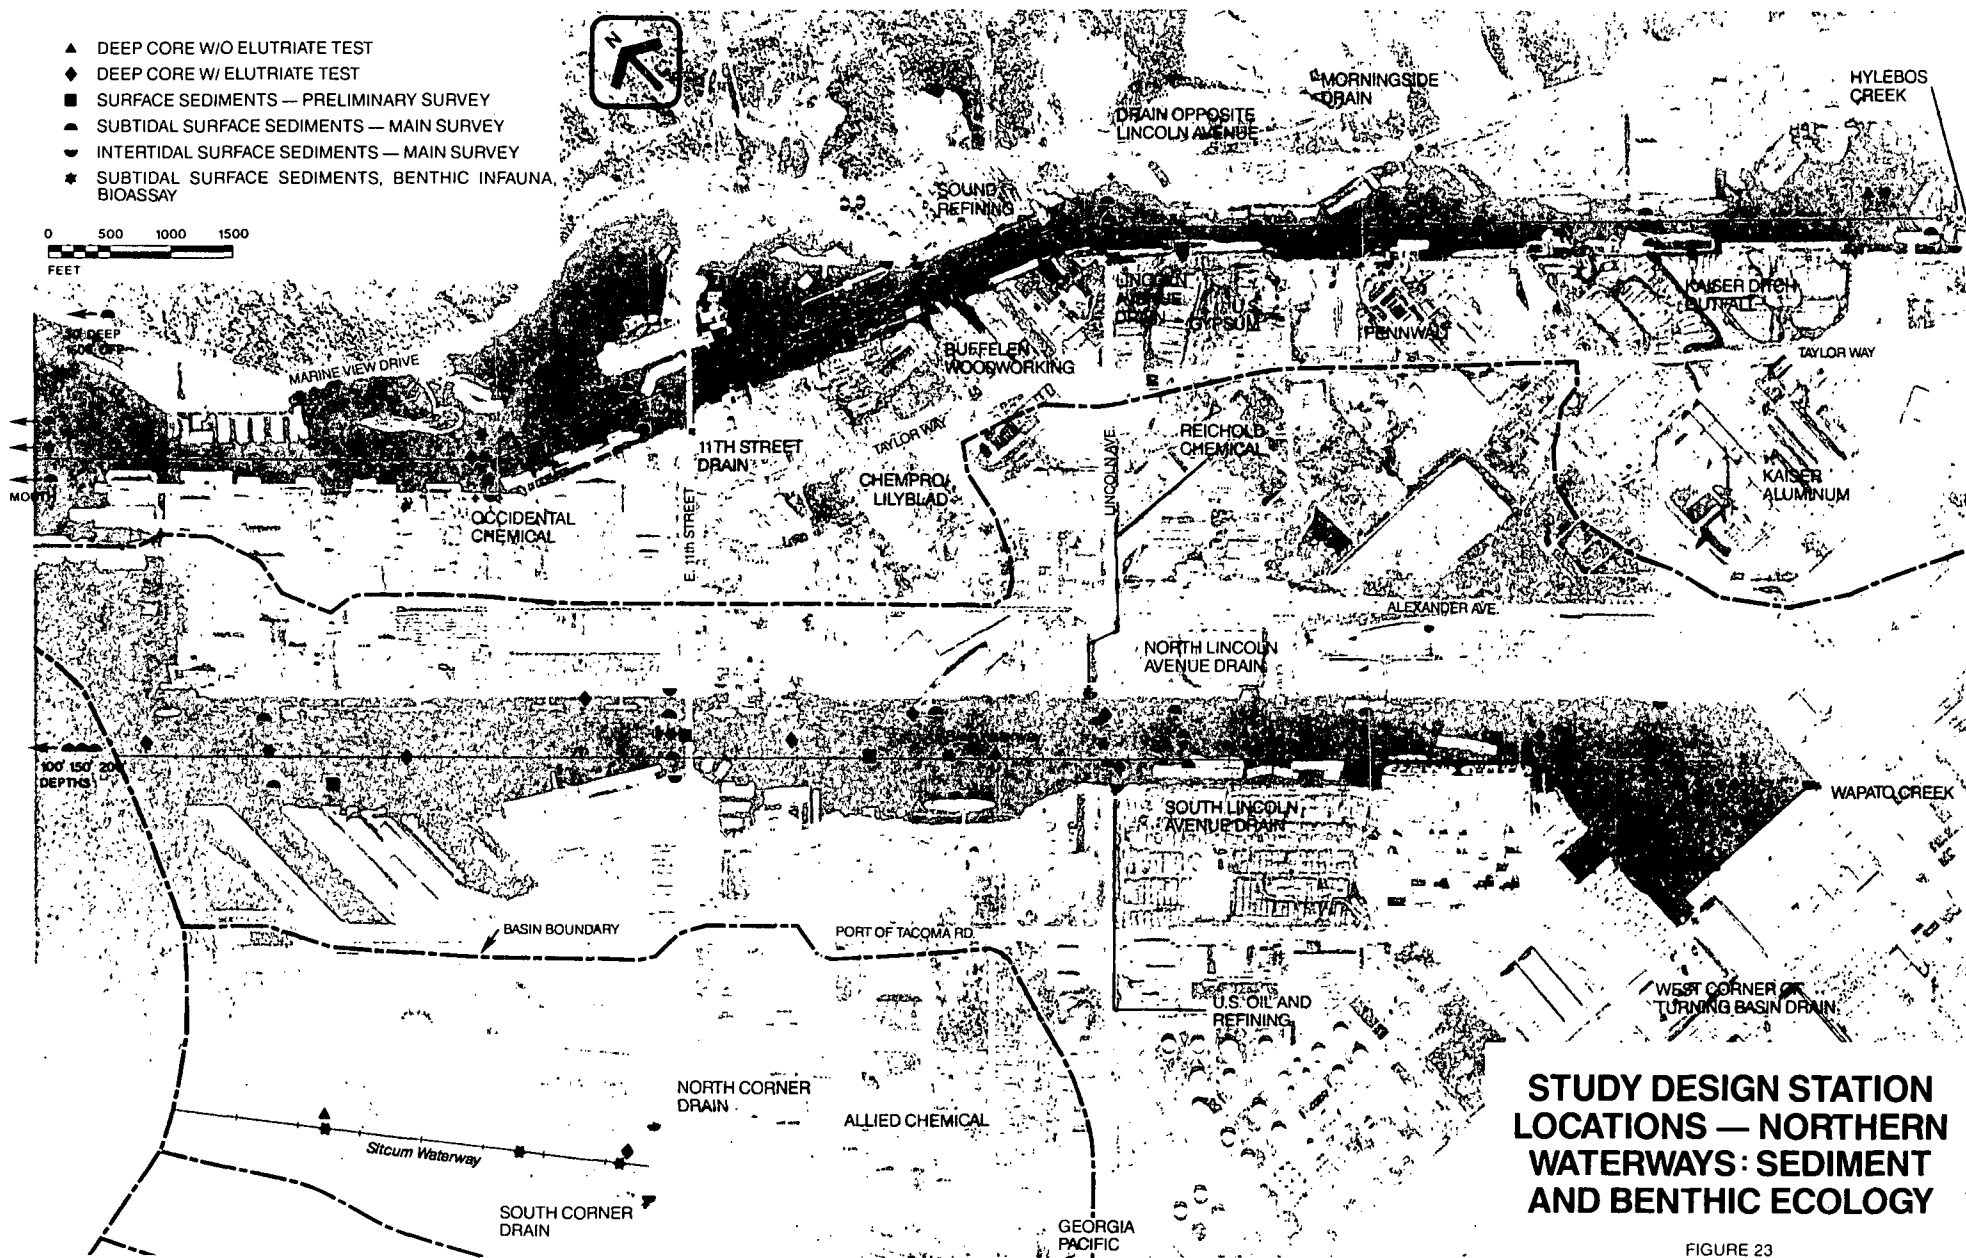 N
DEEP CORE W/O ELUTRIATE TEST
DEEP CORE W/ ELUTRIATE TEST
SURFACE SEDIMENTS — PRELIMINARY SURVEY
SUBTIDAL SURFACE SEDIMENTS — MAIN SURVEY
INTERTIDAL SURFACE SEDIMENTS — MAIN SURVEY
SUBTIDAL SURFACE SEDIMENTS, BENTHIC INFAUNA,
BIOASSAY
0 500 1000 1500
FEET
MORNINGSIDE
DRAIN
DRAIN OPPOSITE
LINCOLN AVENUE
HYLEBOS
CREEK
SOUND
REFINING
LINCOLN
AVENUE
DRAIN
GYPSUM
KAISER DITCH
OUTFALL
TAYLOR WAY
BUFFELEN
WOODWORKING
MARINE VIEW DRIVE
MOUTH
OCCIDENTAL
CHEMICAL
11TH STREET
DRAIN
E. 11th STREET
TAYLOR WAY
CHEMPRO/
LILYBLAD
LINCOLN AVE.
REICHOLD
CHEMICAL
KAISER
ALUMINUM
ALEXANDER AVE.
NORTH LINCOLN
AVENUE DRAIN
100' 150' 200'
DEPTHS
SOUTH LINCOLN
AVENUE DRAIN
WAPATO CREEK
BASIN BOUNDARY
PORT OF TACOMA RD.
U.S. OIL AND
REFINING
WEST CORNER OF
TURNING BASIN DRAIN
NORTH CORNER
DRAIN
ALLIED CHEMICAL
Sitcum Waterway
SOUTH CORNER
DRAIN
GEORGIA
PACIFIC
STUDY DESIGN STATION
LOCATIONS — NORTHERN
WATERWAYS: SEDIMENT
AND BENTHIC ECOLOGY
FIGURE 23